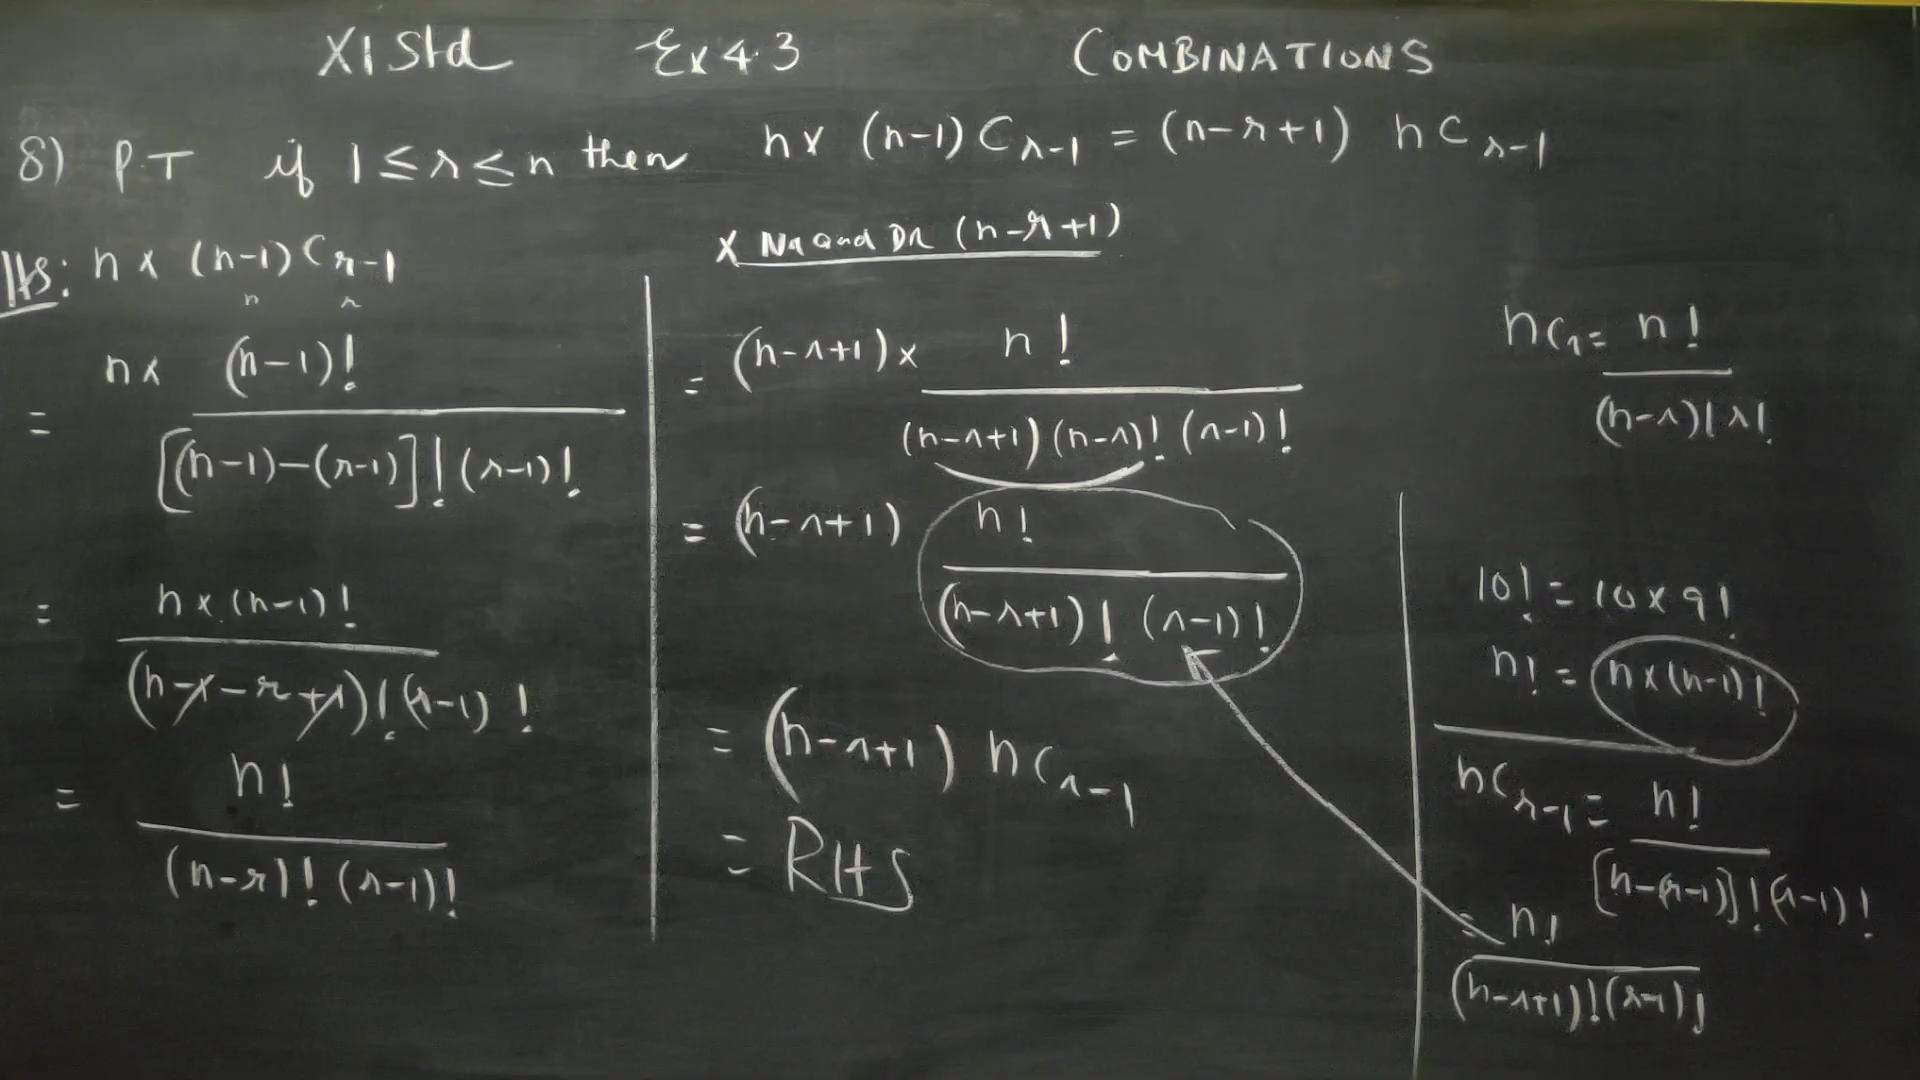 XI Std Ex 4.3 COMBINATIONS
8) P.T if 1 ≤ r ≤ n then n x (n-1) C r-1 = (n-r+1) n C r-1
LHS: n x (n-1) C r-1
n r
= n x (n-1)!
[(n-1)-(r-1)]! (r-1)!
= n x (n-1)!
(n-1-r+1)! (r-1)!
= n!
(n-r)! (r-1)!
x Nr and Dr (n-r+1)
= (n-r+1) x n!
(n-r+1) (n-r)! (r-1)!
= (n-r+1) n!
(n-r+1)! (r-1)!
= (n-r+1) n C r-1
= RHS
n C r = n!
(n-r)! r!
10! = 10 x 9!
n! = n x (n-1)!
n C r-1 = n!
[n-(r-1)]! (r-1)!
= n!
(n-r+1)! (r-1)!